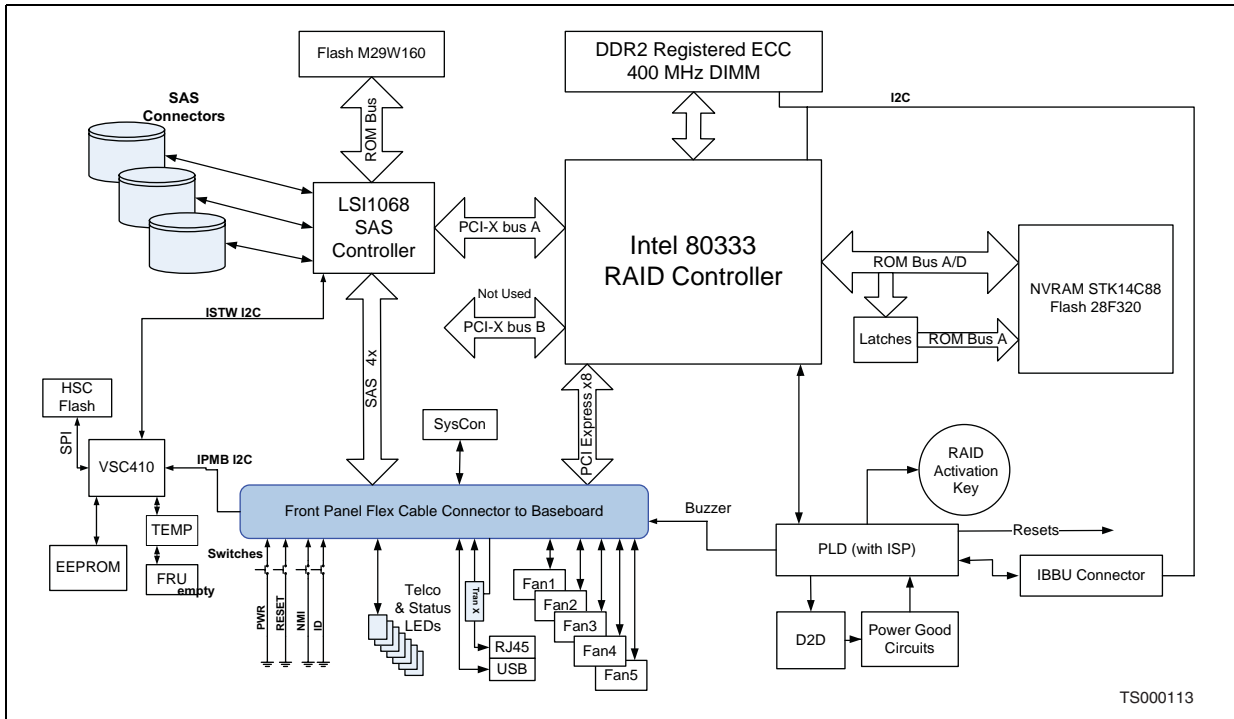 Flash M29W160
DDR2 Registered ECC
400 MHz DIMM
SAS
Connectors
ROM Bus
I2C
LSI1068
SAS
Controller
PCI-X bus A
Intel 80333
RAID Controller
ROM Bus A/D
NVRAM STK14C88
Flash 28F320
Not Used
PCI-X bus B
Latches
ROM Bus A
ISTW I2C
SAS 4x
PCI Express x8
HSC
Flash
SPI
SysCon
VSC410
IPMB I2C
RAID
Activation
Key
Front Panel Flex Cable Connector to Baseboard
Buzzer
TEMP
EEPROM
FRU
empty
Switches
PWR
RESET
NMI
ID
Telco
& Status
LEDs
Tran X
RJ45
USB
Fan1
Fan2
Fan3
Fan4
Fan5
PLD (with ISP)
Resets
IBBU Connector
D2D
Power Good
Circuits
TS000113